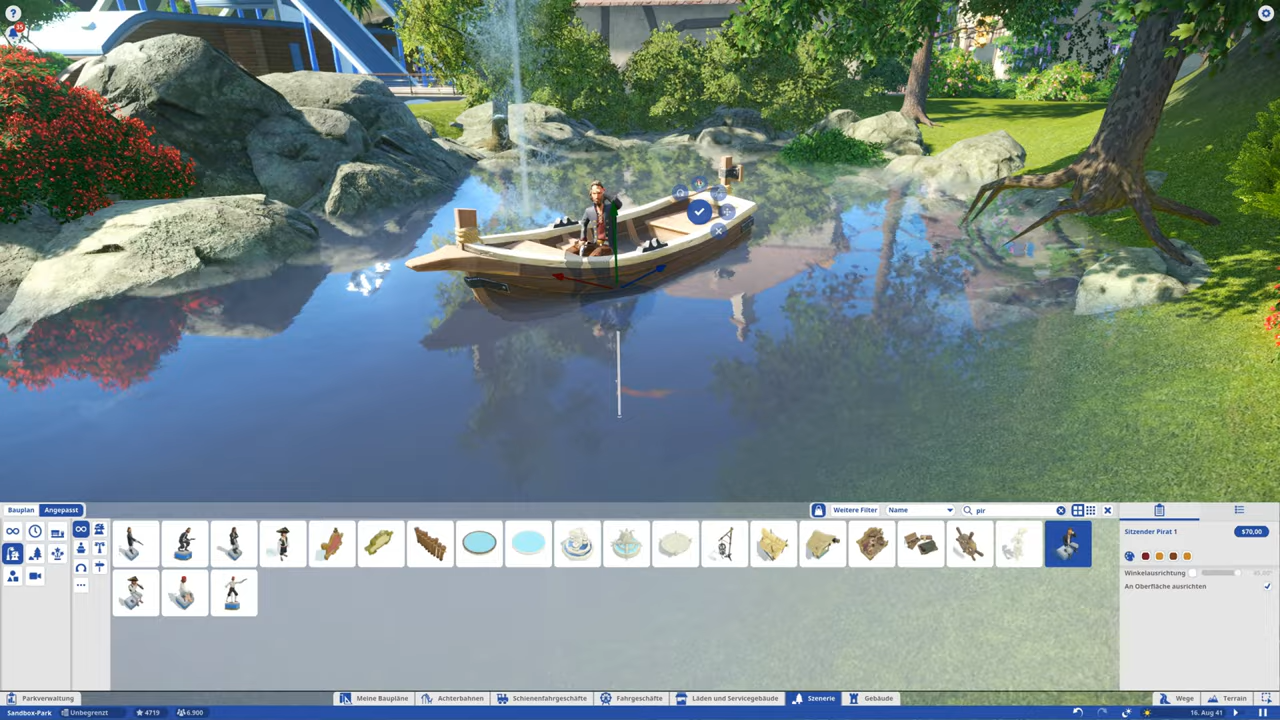 ?
35
Bauplan
Angepasst
Weitere Filter
Name
pir
Sitzender Pirat 1
$70,00
Winkelausrichtung
An Oberfläche ausrichten
Parkverwaltung
Meine Baupläne
Achterbahnen
Schienenfahrgeschäfte
Fahrgeschäfte
Läden und Servicegebäude
Szenerie
Gebäude
Wege
Terrain
Sandbox-Park
Unbegrenzt
4719
6.900
16. Aug 41